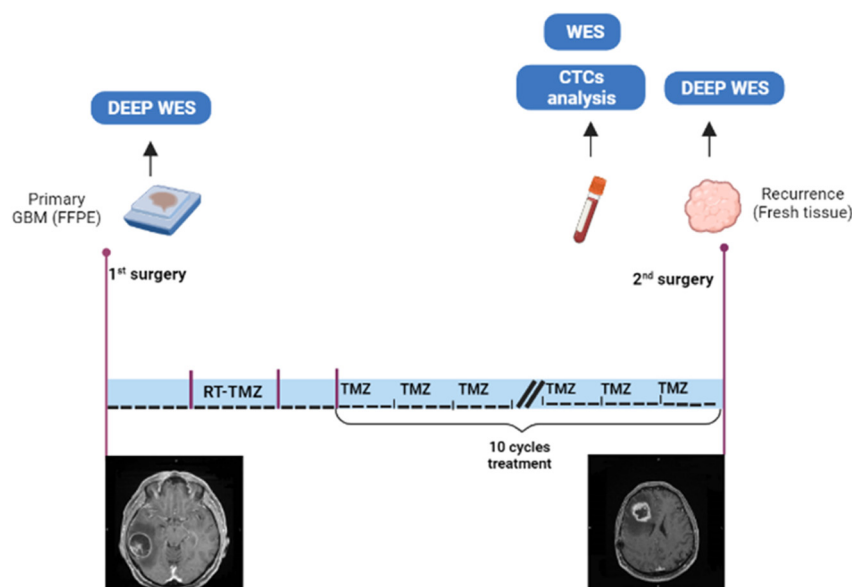 WES
CTCs
analysis
DEEP WES
DEEP WES
Primary
GBM (FFPE)
Recurrence
(Fresh tissue)
1st surgery
2nd surgery
RT-TMZ
TMZ
TMZ
TMZ
TMZ
TMZ
TMZ
10 cycles
treatment